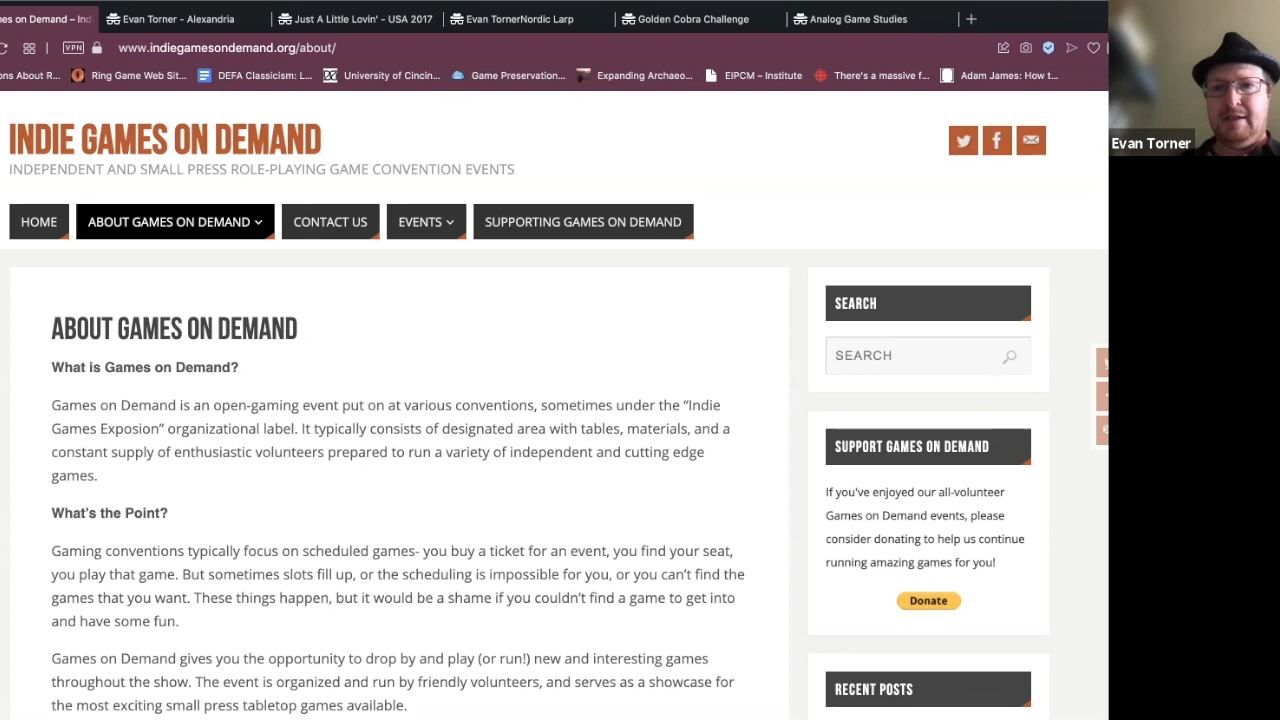 es on Demand – Ind
Evan Torner - Alexandria
Just A Little Lovin' - USA 2017
Evan TornerNordic Larp
Golden Cobra Challenge
Analog Game Studies
VPN
www.indiegamesondemand.org/about/
ons About R...
Ring Game Web Sit...
DEFA Classicism: L...
University of Cincin...
Game Preservation...
Expanding Archaeo...
EIPCM – Institute
There's a massive f...
Adam James: How t...
INDIE GAMES ON DEMAND
INDEPENDENT AND SMALL PRESS ROLE-PLAYING GAME CONVENTION EVENTS
Evan Torner
HOME
ABOUT GAMES ON DEMAND
CONTACT US
EVENTS
SUPPORTING GAMES ON DEMAND
ABOUT GAMES ON DEMAND
What is Games on Demand?
Games on Demand is an open-gaming event put on at various conventions, sometimes under the “Indie
Games Exposion” organizational label. It typically consists of designated area with tables, materials, and a
constant supply of enthusiastic volunteers prepared to run a variety of independent and cutting edge
games.
What’s the Point?
Gaming conventions typically focus on scheduled games- you buy a ticket for an event, you find your seat,
you play that game. But sometimes slots fill up, or the scheduling is impossible for you, or you can’t find the
games that you want. These things happen, but it would be a shame if you couldn’t find a game to get into
and have some fun.
Games on Demand gives you the opportunity to drop by and play (or run!) new and interesting games
throughout the show. The event is organized and run by friendly volunteers, and serves as a showcase for
the most exciting small press tabletop games available.
SEARCH
SEARCH
SUPPORT GAMES ON DEMAND
If you've enjoyed our all-volunteer
Games on Demand events, please
consider donating to help us continue
running amazing games for you!
Donate
RECENT POSTS